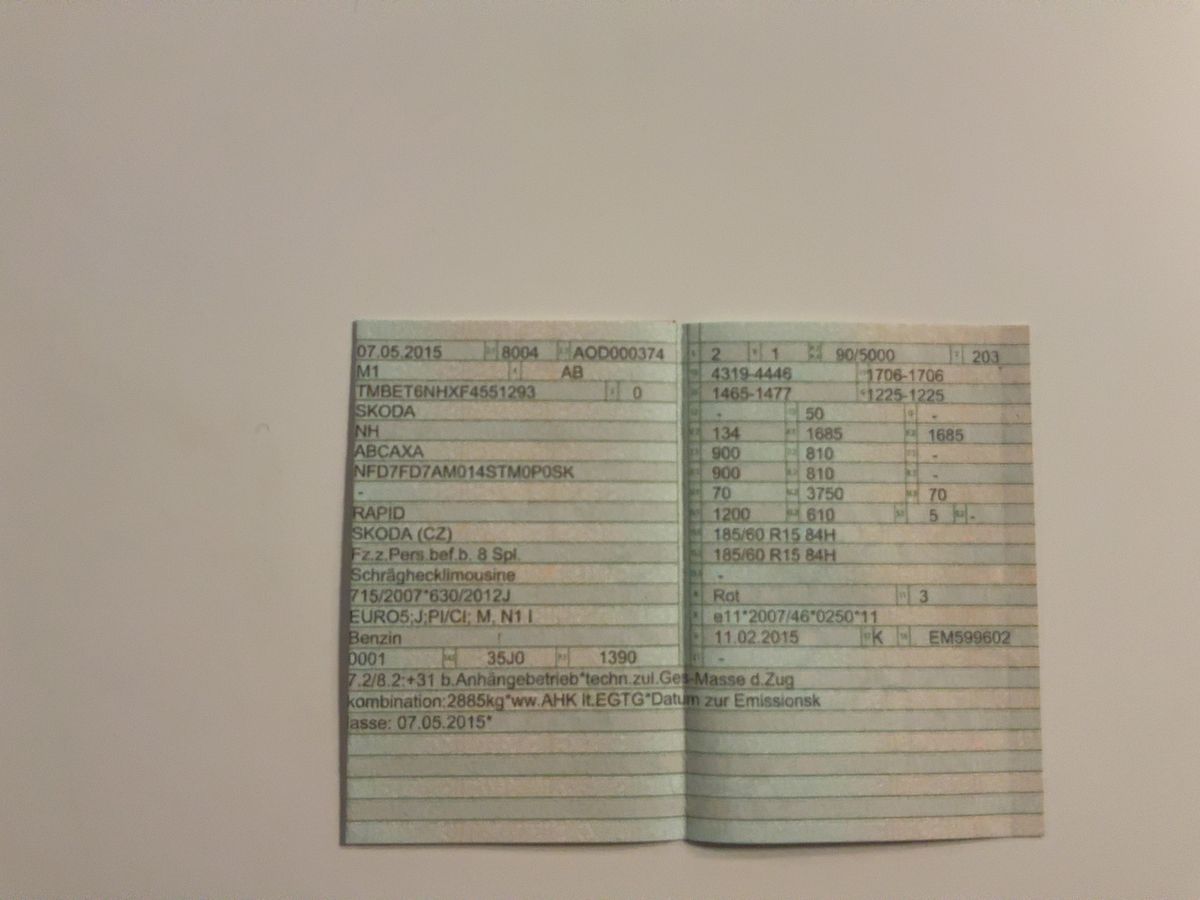 07.05.2015 8004 AOD000374
M1 AB
TMBET6NHXF4551293 0
SKODA
NH
ABCAXA
NFD7FD7AM014STM0P0SK
-
RAPID
SKODA (CZ)
Fz.z.Pers.bef.b. 8 Spl.
Schräghecklimousine
715/2007*630/2012J
EURO5;J;PI/CI; M, N1 I
Benzin
0001 35J0 1390
2 1 90/5000 203
4319-4446 1706-1706
1465-1477 1225-1225
- 50 -
134 1685 1685
900 810 -
900 810 -
70 3750 70
1200 610 5 -
185/60 R15 84H
185/60 R15 84H
-
Rot 3
e11*2007/46*0250*11
11.02.2015 K EM599602
-
7.2/8.2:+31 b.Anhängebetrieb*techn.zul.Ges-Masse d.Zug
kombination:2885kg*ww.AHK lt.EGTG*Datum zur Emissionsk
lasse: 07.05.2015*